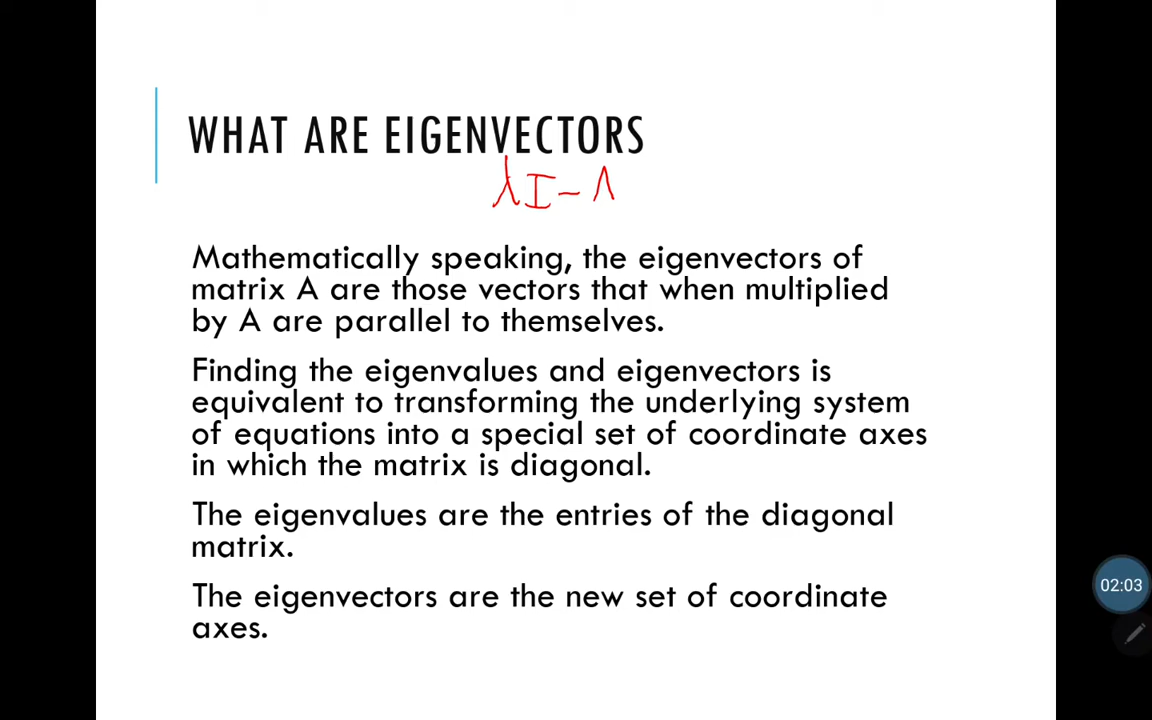 WHAT ARE EIGENVECTORS
λI-A
Mathematically speaking, the eigenvectors of
matrix A are those vectors that when multiplied
by A are parallel to themselves.
Finding the eigenvalues and eigenvectors is
equivalent to transforming the underlying system
of equations into a special set of coordinate axes
in which the matrix is diagonal.
The eigenvalues are the entries of the diagonal
matrix.
The eigenvectors are the new set of coordinate
axes.
02:03